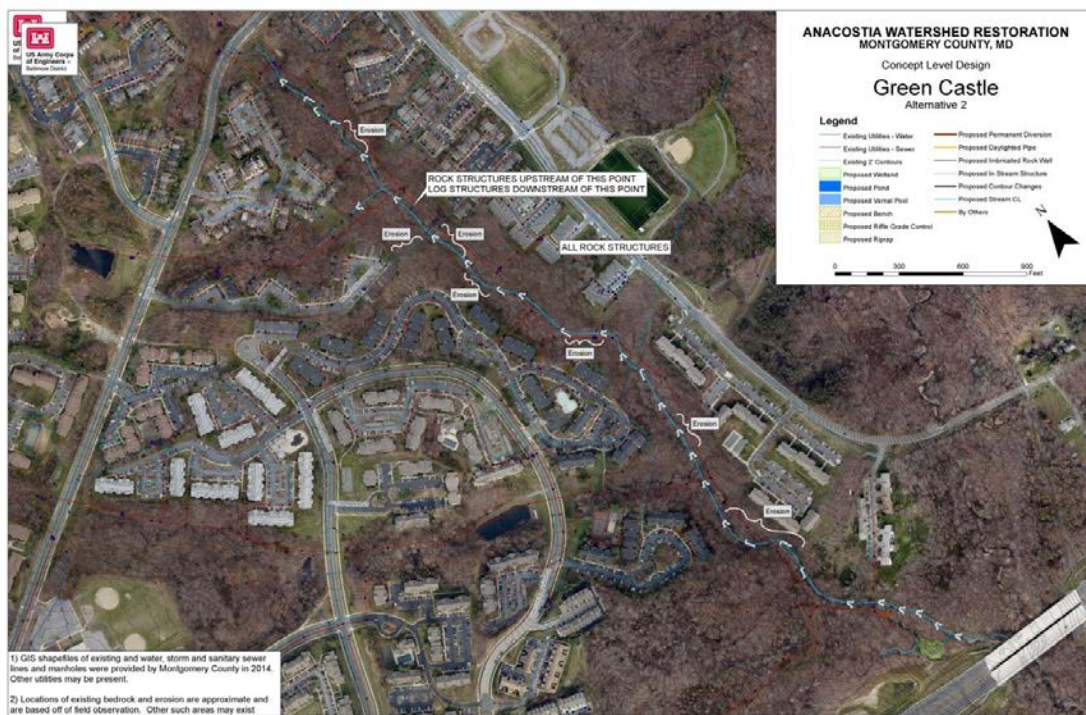 US Army Corps
of Engineers
Baltimore District
ANACOSTIA WATERSHED RESTORATION
MONTGOMERY COUNTY, MD
Concept Level Design
Green Castle
Alternative 2
Legend
Existing Utilities - Water
Existing Utilities - Sewer
Existing 2' Contours
Proposed Wetland
Proposed Pond
Proposed Vernal Pool
Proposed Bench
Proposed Riffle Grade Control
Proposed Riprap
Proposed Permanent Diversion
Proposed Daylighted Pipe
Proposed Imbricated Rock Wall
Proposed In Stream Structure
Proposed Contour Changes
Proposed Stream CL
By Others
N
0 300 600 900
Feet
Erosion
ROCK STRUCTURES UPSTREAM OF THIS POINT
LOG STRUCTURES DOWNSTREAM OF THIS POINT
Erosion
Erosion
ALL ROCK STRUCTURES
Erosion
Erosion
Erosion
Erosion
1) GIS shapefiles of existing and water, storm and sanitary sewer
lines and manholes were provided by Montgomery County in 2014.
Other utilities may be present.
2) Locations of existing bedrock and erosion are approximate and
are based off of field observation. Other such areas may exist